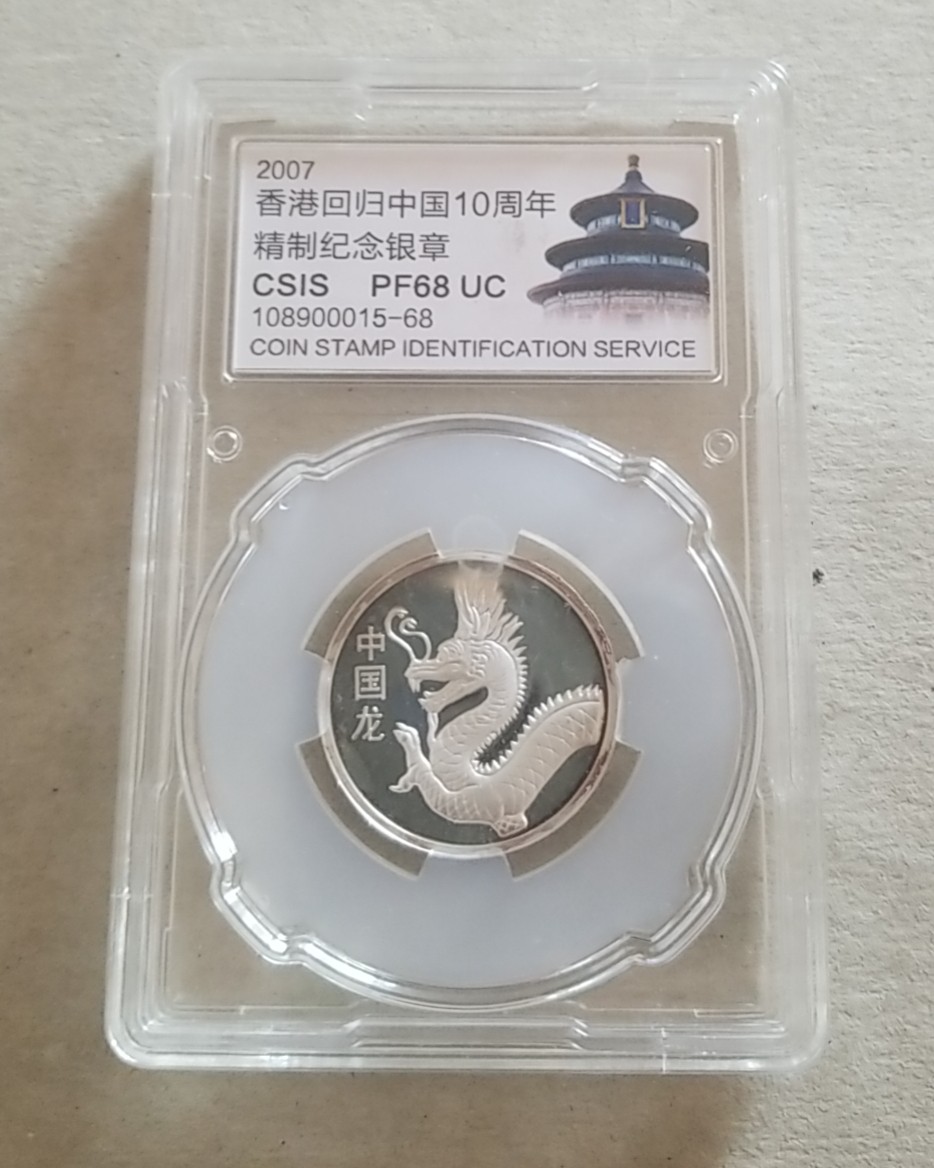 2007
香港回归中国10周年
精制纪念银章
CSIS PF68 UC
108900015-68
COIN STAMP IDENTIFICATION SERVICE
中国龙